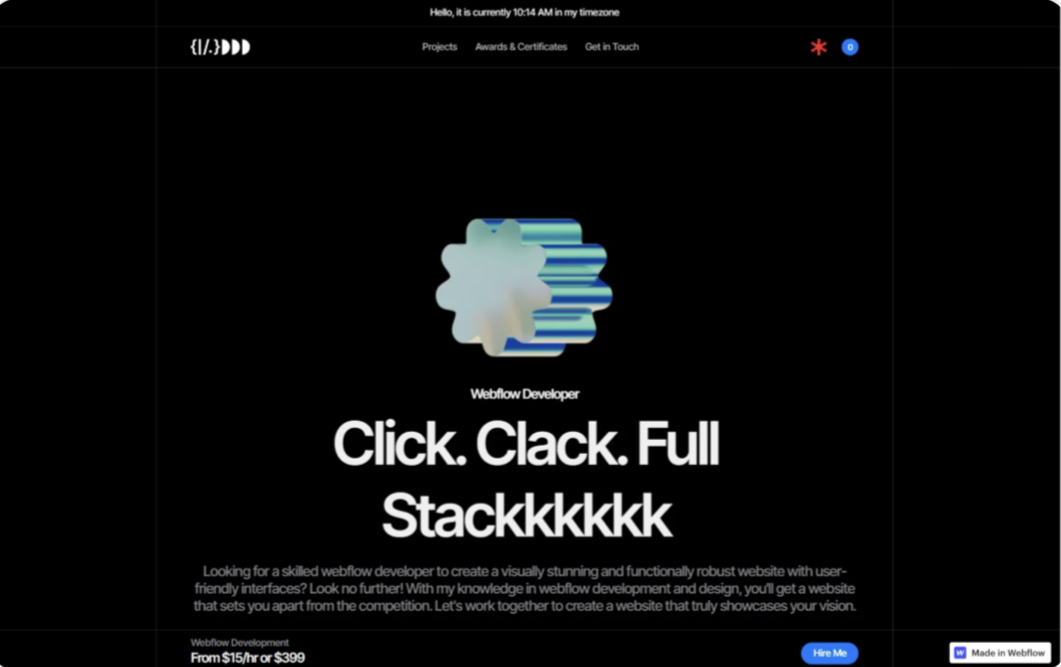 Hello, it is currently 10:14 AM in my timezone
{|/.}
Projects
Awards & Certificates
Get in Touch
0
Webflow Developer
Click. Clack. Full
Stackkkkkk
Looking for a skilled webflow developer to create a visually stunning and functionally robust website with user-
friendly interfaces? Look no further! With my knowledge in webflow development and design, you'll get a website
that sets you apart from the competition. Let's work together to create a website that truly showcases your vision.
Webflow Development
From $15/hr or $399
Hire Me
Made in Webflow